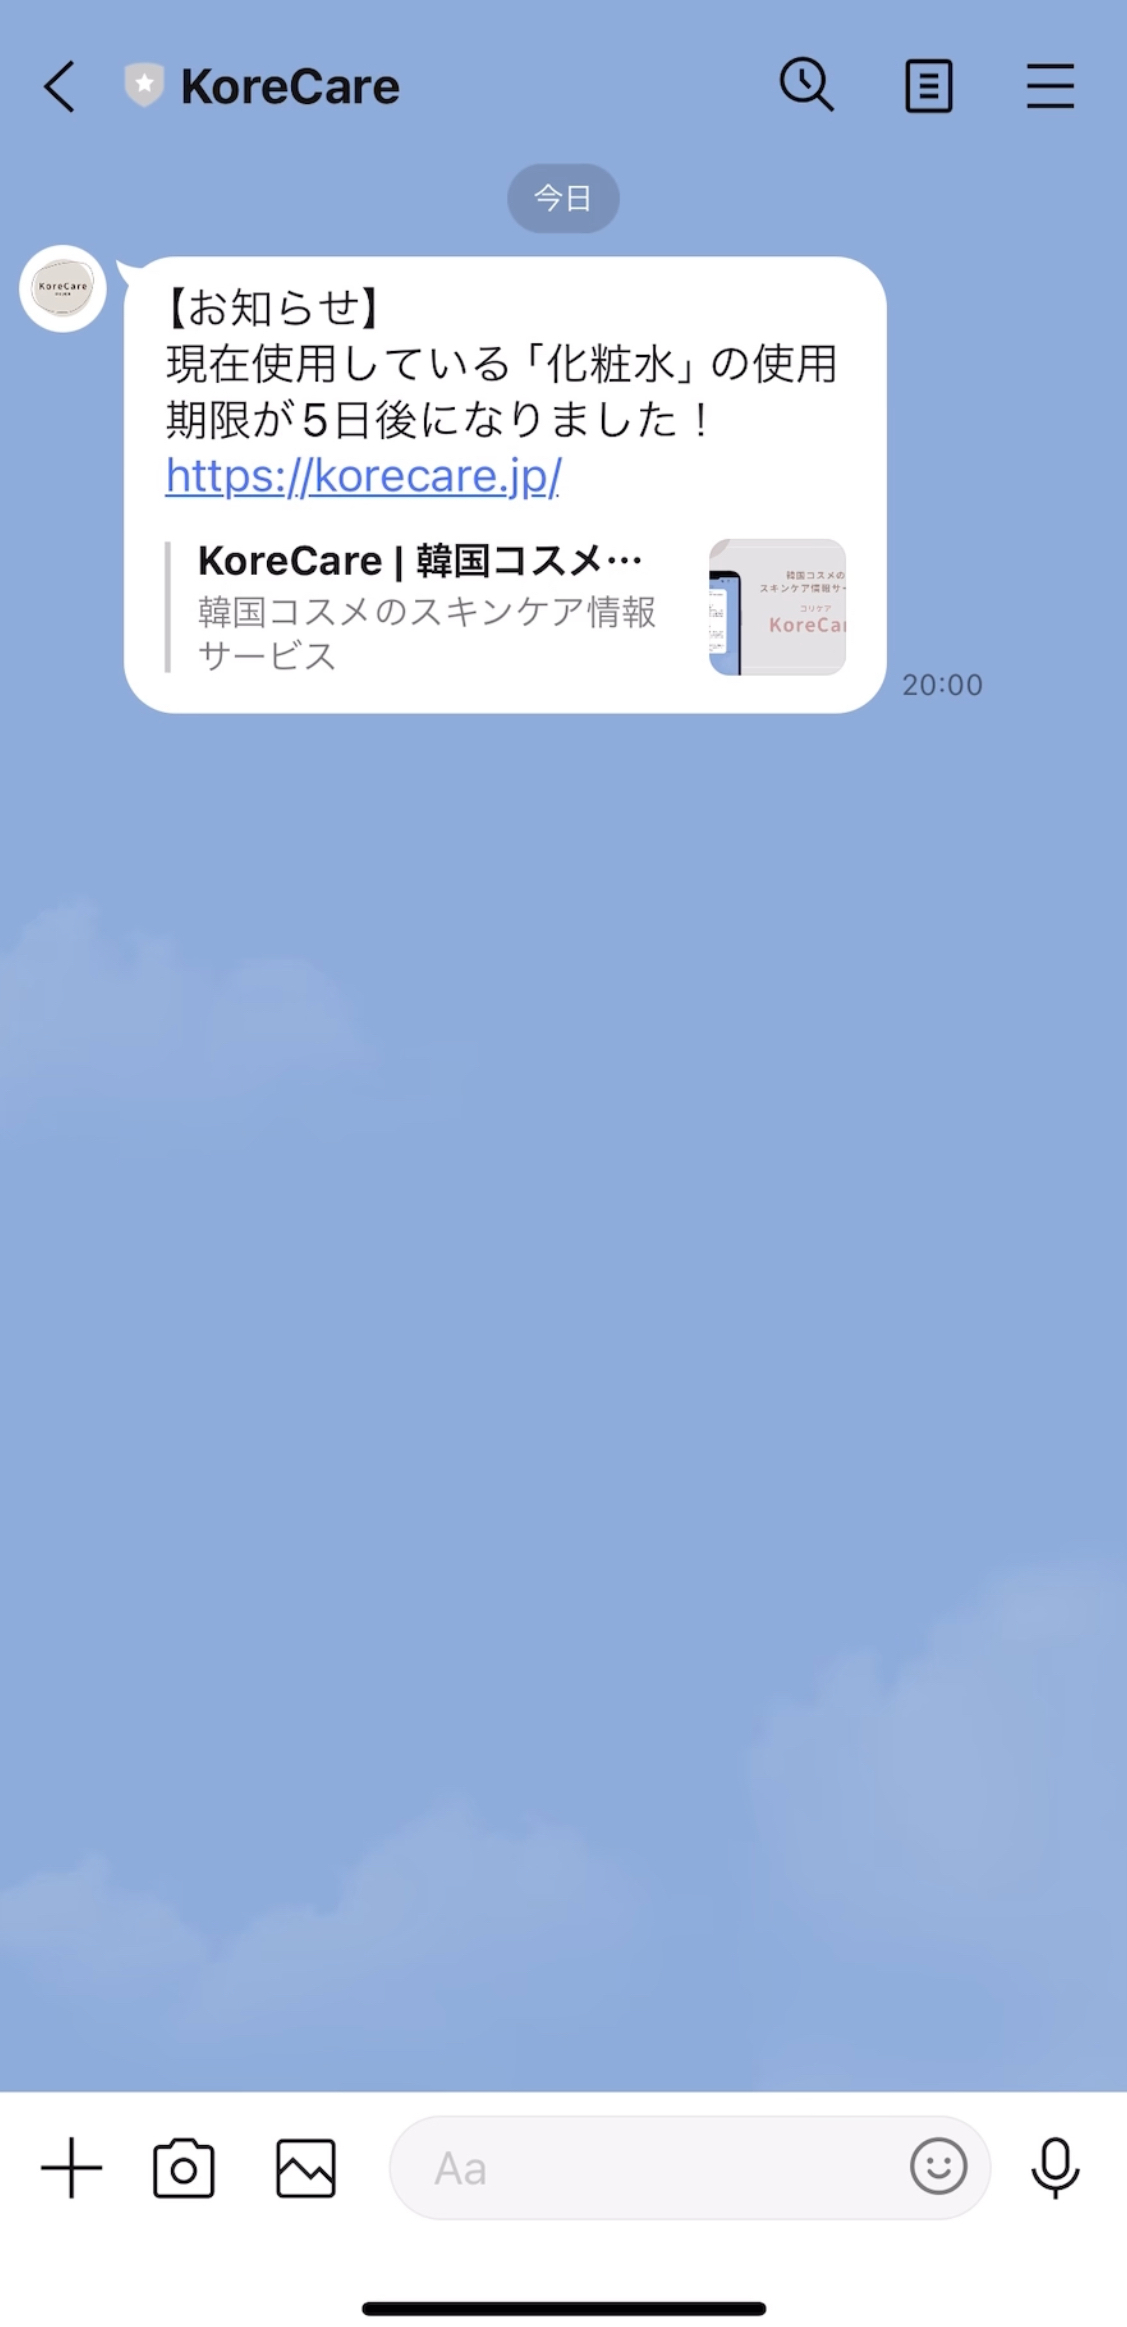 KoreCare
今日
KoreCare
【お知らせ】
現在使用している「化粧水」の使用
期限が5日後になりました！
https://korecare.jp/
KoreCare | 韓国コスメ…
韓国コスメのスキンケア情報
サービス
韓国コスメの
スキンケア情報サー
コリケア
KoreCar
20:00
Aa